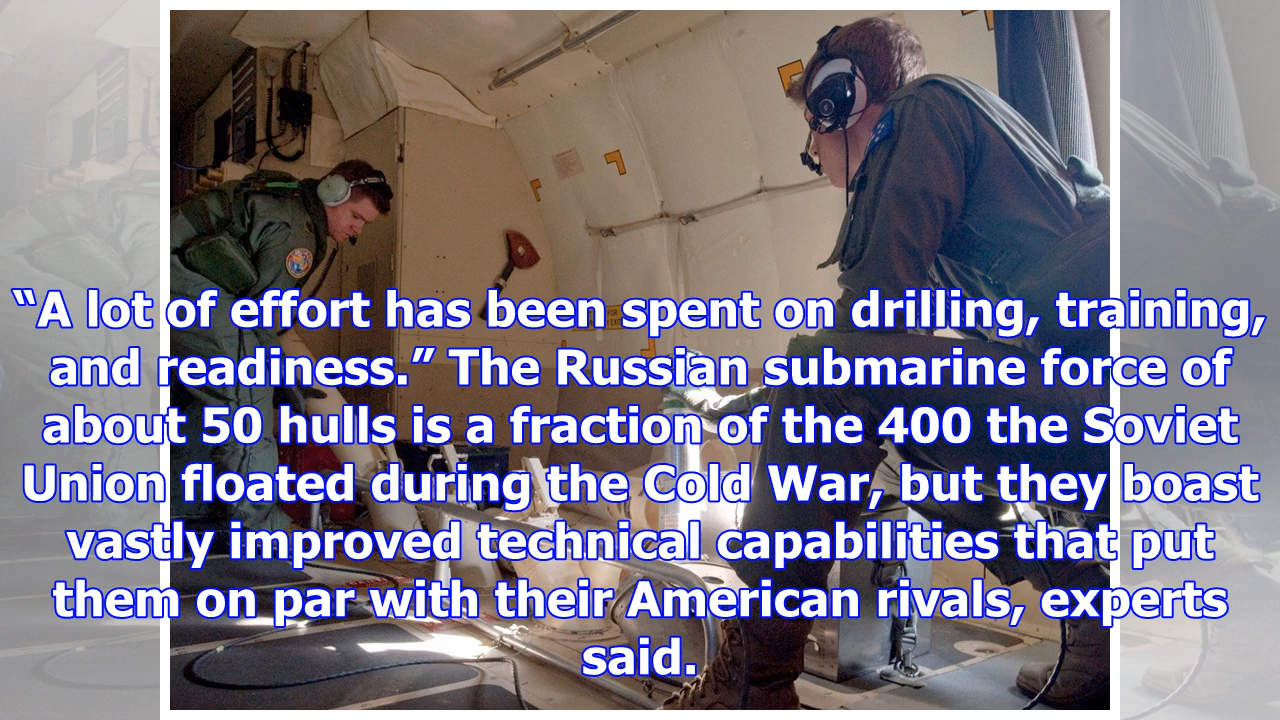 “A lot of effort has been spent on drilling, training,
and readiness.” The Russian submarine force of
about 50 hulls is a fraction of the 400 the Soviet
Union floated during the Cold War, but they boast
vastly improved technical capabilities that put
them on par with their American rivals, experts
said.